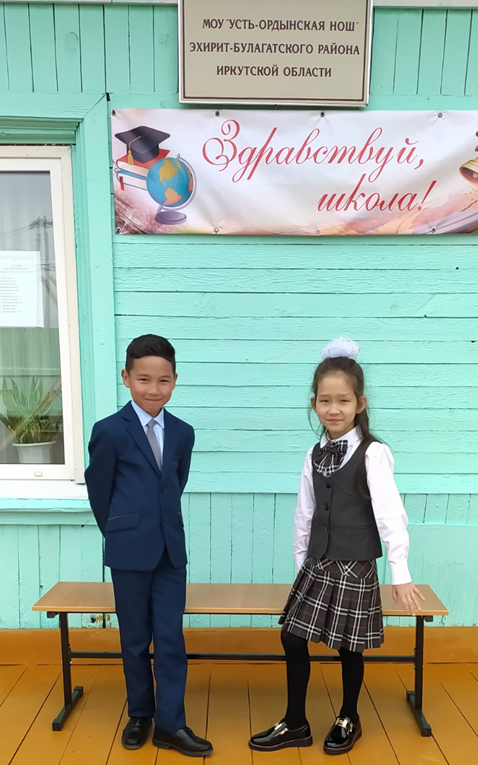 МОУ "УСТЬ-ОРДЫНСКАЯ НОШ"
ЭХИРИТ-БУЛАГАТСКОГО РАЙОНА
ИРКУТСКОЙ ОБЛАСТИ
Здравствуй,
школа!